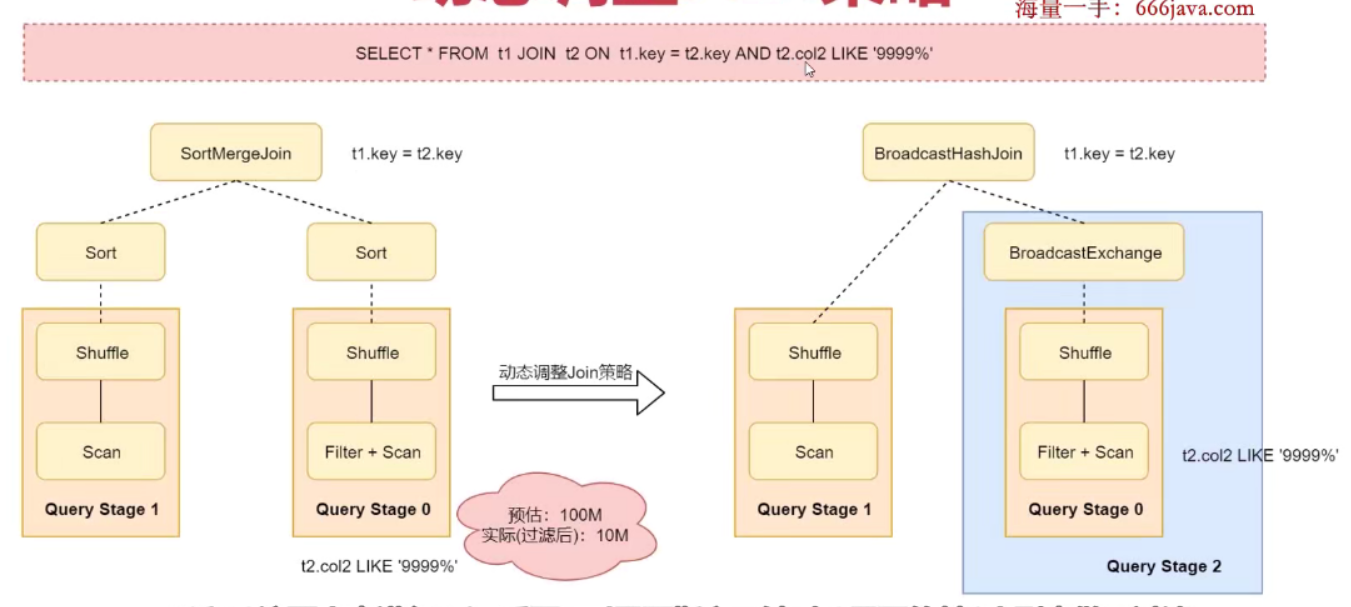 海量一手：666java.com
SELECT * FROM t1 JOIN t2 ON t1.key = t2.key AND t2.col2 LIKE '9999%'
SortMergeJoin
t1.key = t2.key
BroadcastHashJoin
t1.key = t2.key
Sort
Sort
BroadcastExchange
Shuffle
Shuffle
动态调整Join策略
Shuffle
Shuffle
Scan
Filter + Scan
Scan
Filter + Scan
t2.col2 LIKE '9999%'
Query Stage 1
Query Stage 0
预估：100M
实际(过滤后)：10M
Query Stage 1
Query Stage 0
t2.col2 LIKE '9999%'
Query Stage 2